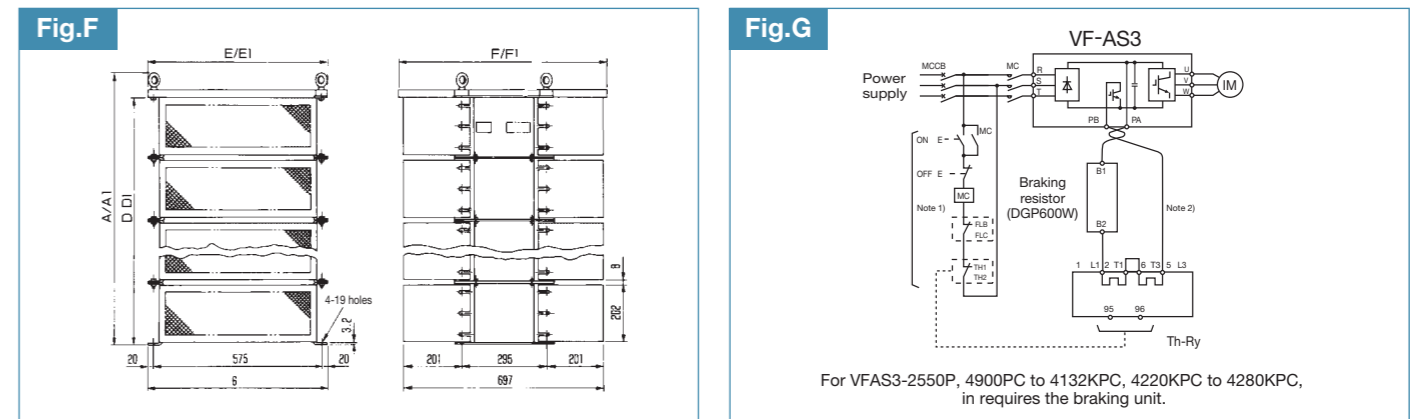 Fig.F
E/E1
F/F1
A/A1
D D1
4-19 holes
3.2
20
575
20
6
8
202
201
295
201
697
Fig.G
VF-AS3
Power
supply
MCCB
MC
R
S
T
U
V
W
IM
PB
PA
ON E
MC
OFF E
MC
Note 1)
FLB
FLC
TH1
TH2
Braking
resistor
(DGP600W)
B1
B2
Note 2)
1 L1 2 T1 6 T3 5 L3
95 96
Th-Ry
For VFAS3-2550P, 4900PC to 4132KPC, 4220KPC to 4280KPC,
in requires the braking unit.